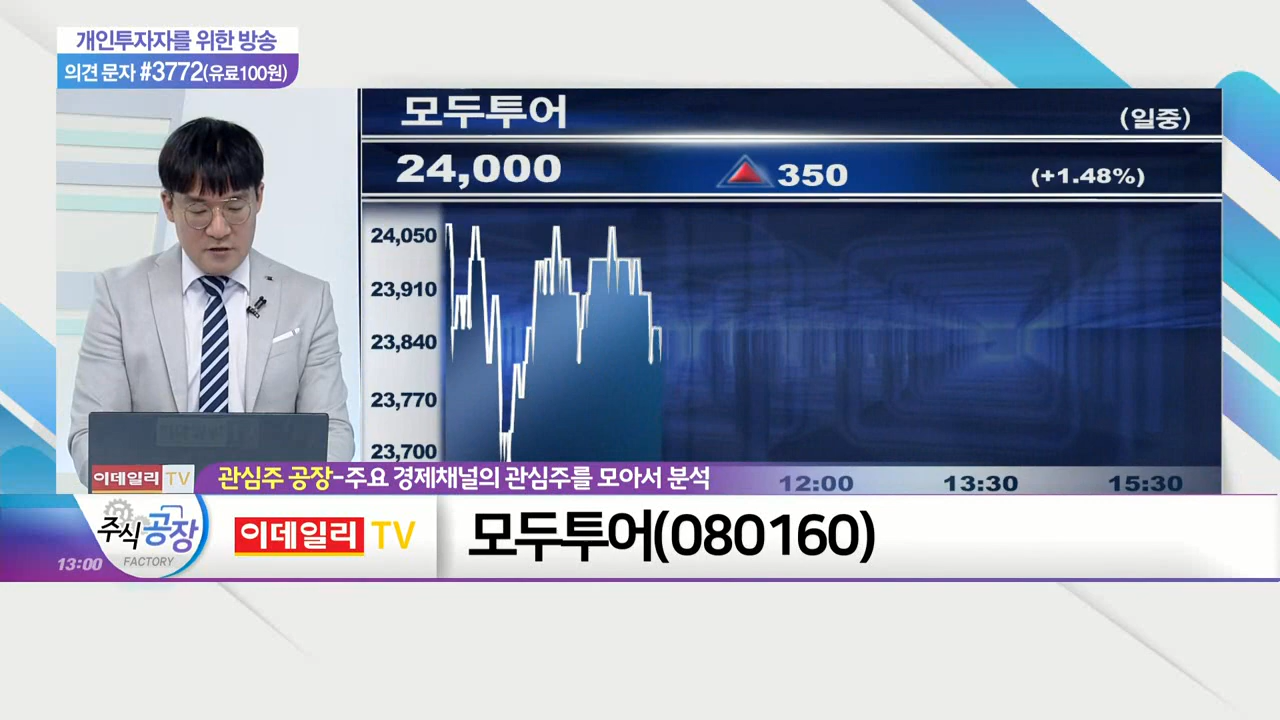 개인투자자를 위한 방송
의견 문자 #3772(유료100원)
모두투어
(일중)
24,000
350
(+1.48%)
24,050
23,910
23,840
23,770
23,700
12:00
13:30
15:30
이데일리 TV
관심주 공장-주요 경제채널의 관심주를 모아서 분석
주식공장
FACTORY
13:00
이데일리 TV
모두투어(080160)